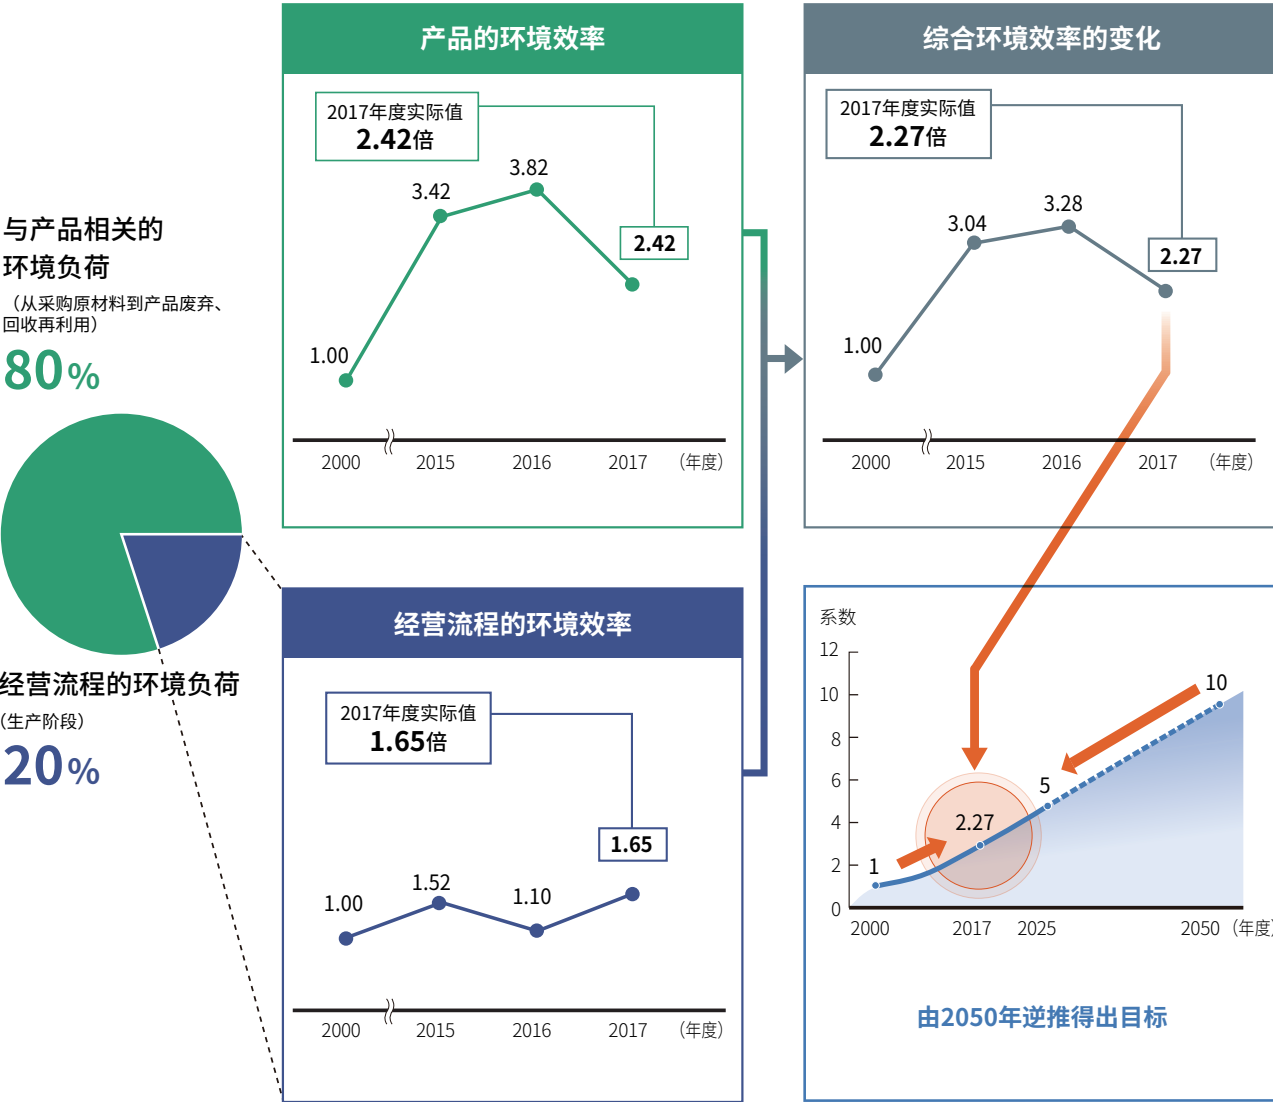 与产品相关的
环境负荷
（从采购原材料到产品废弃、
回收再利用）
80%
经营流程的环境负荷
（生产阶段）
20%
产品的环境效率
2017年度实际值
2.42倍
3.82
3.42
2.42
1.00
2000 2015 2016 2017 （年度）
经营流程的环境效率
2017年度实际值
1.65倍
1.65
1.52
1.10
1.00
2000 2015 2016 2017 （年度）
综合环境效率的变化
2017年度实际值
2.27倍
3.28
3.04
2.27
1.00
2000 2015 2016 2017 （年度）
系数
12
10
8
6
4
2
0
10
5
2.27
1
2000 2017 2025 2050 （年度）
由2050年逆推得出目标